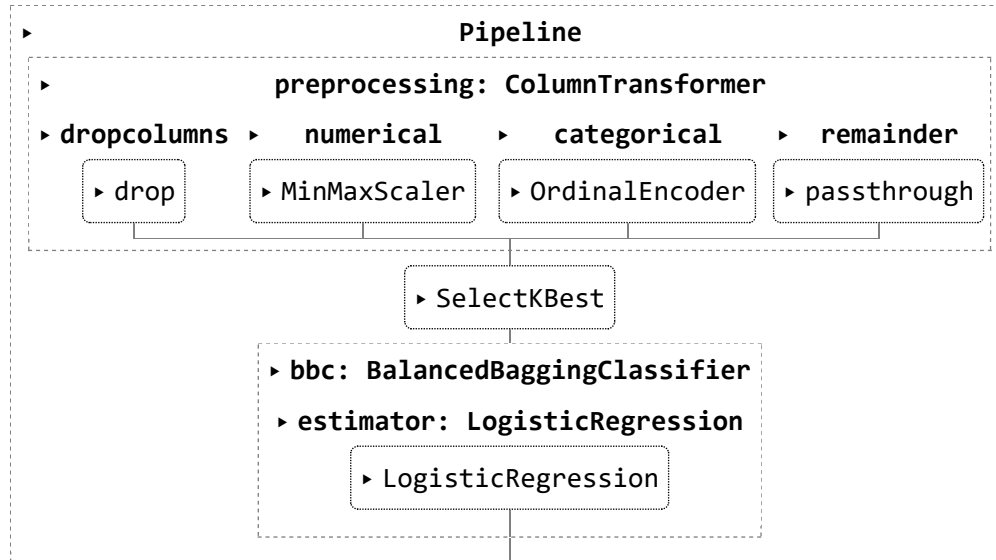 Pipeline
preprocessing: ColumnTransformer
dropcolumns numerical categorical remainder
drop MinMaxScaler OrdinalEncoder passthrough
SelectKBest
bbc: BalancedBaggingClassifier
estimator: LogisticRegression
LogisticRegression